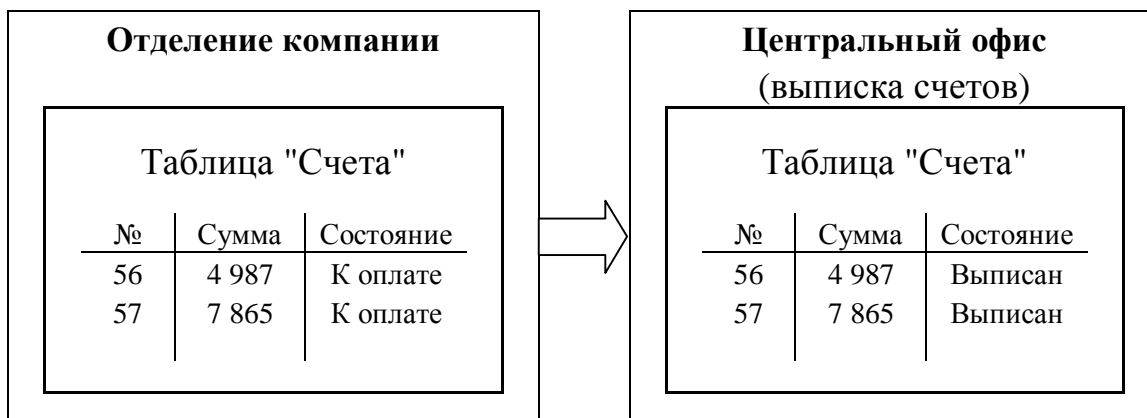 Отделение компании
Таблица "Счета"
№ Сумма Состояние
56 4 987 К оплате
57 7 865 К оплате
Центральный офис
(выписка счетов)
Таблица "Счета"
№ Сумма Состояние
56 4 987 Выписан
57 7 865 Выписан